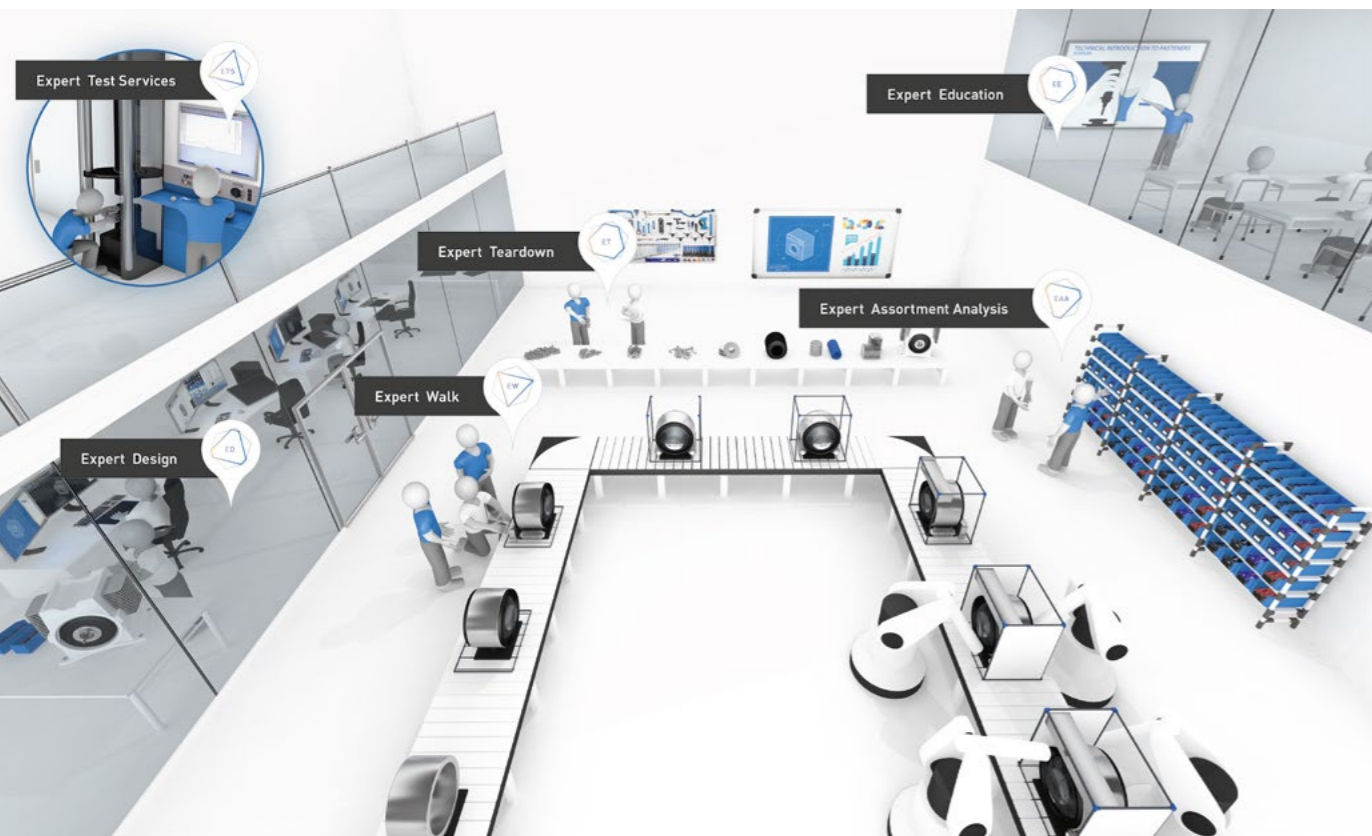 Expert Test Services
ETS
TECHNICAL INTRODUCTION TO FASTENERS
Expert Education
EE
Expert Teardown
ET
Expert Assortment Analysis
EAA
Expert Walk
EW
Expert Design
ED